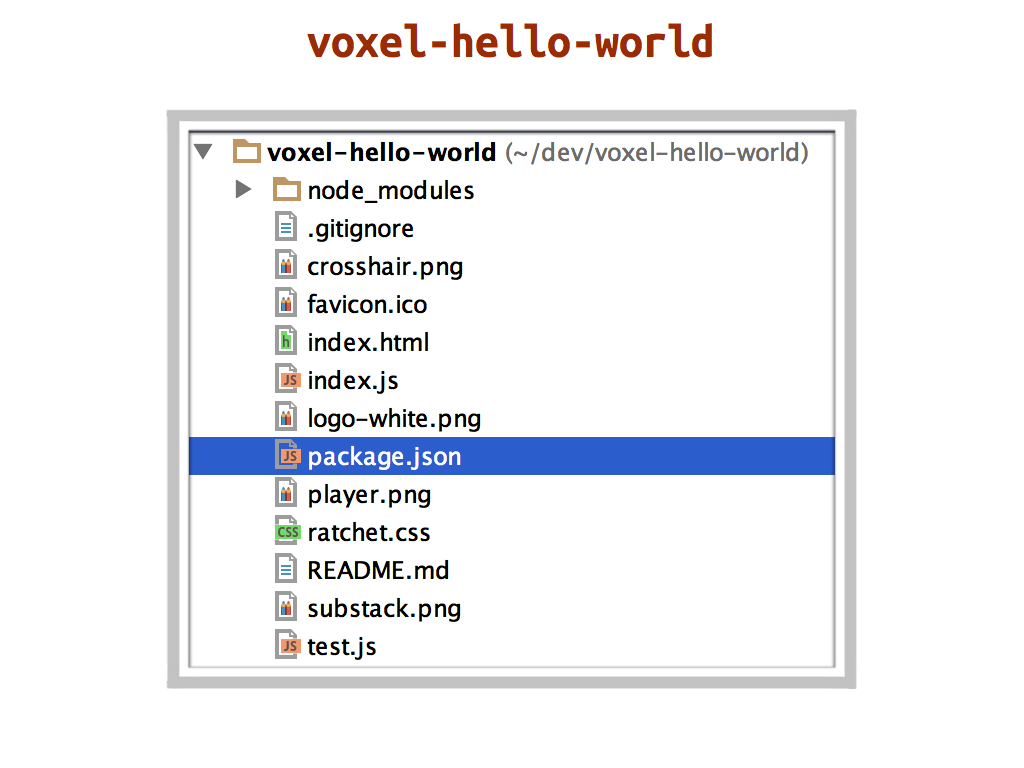 voxel-hello-world
voxel-hello-world (~/dev/voxel-hello-world)
node_modules
.gitignore
crosshair.png
favicon.ico
h index.html
JS index.js
logo-white.png
JS package.json
player.png
CSS ratchet.css
README.md
substack.png
JS test.js